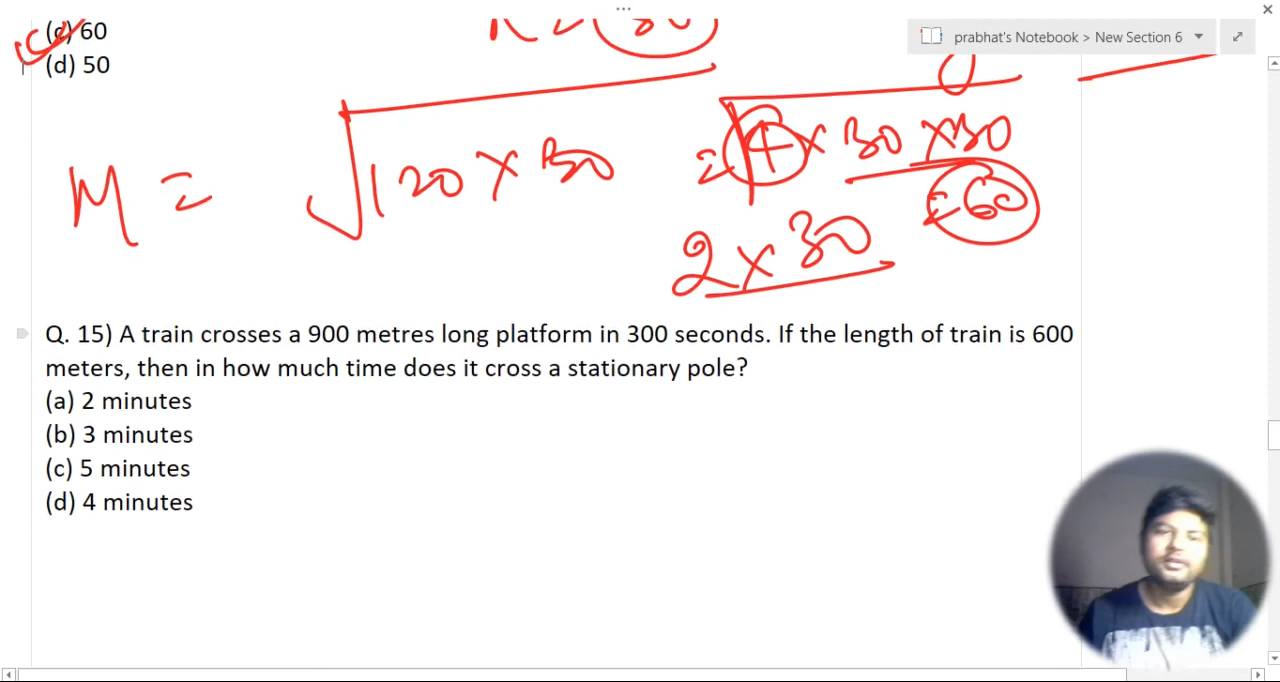 (c) 60
prabhat's Notebook > New Section 6
(d) 50
M = √120 × 30 = √4 × 30 × 30
2 × 30 = 60
Q. 15) A train crosses a 900 metres long platform in 300 seconds. If the length of train is 600
meters, then in how much time does it cross a stationary pole?
(a) 2 minutes
(b) 3 minutes
(c) 5 minutes
(d) 4 minutes